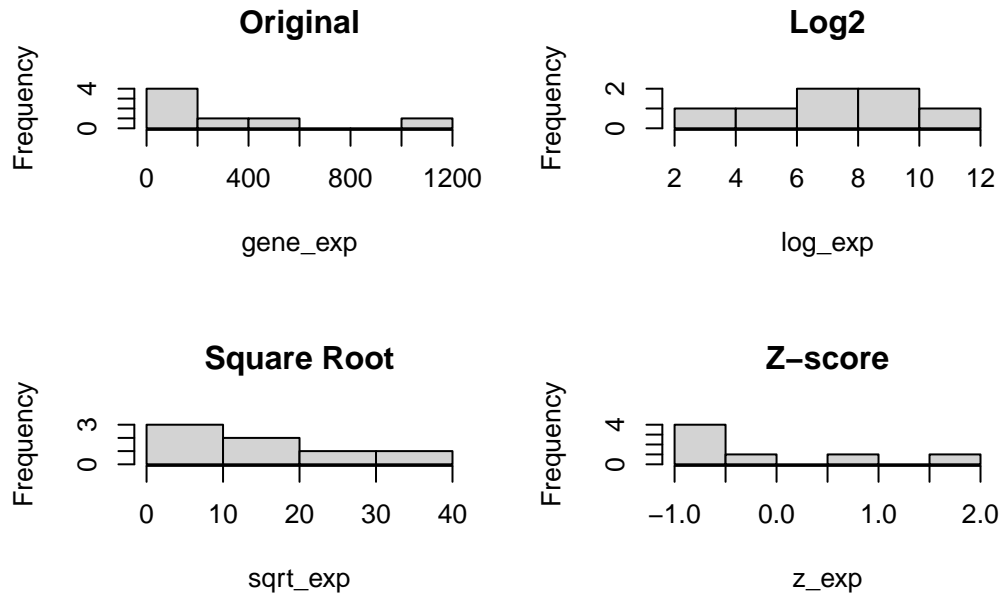 Original
Frequency
0 4
0 400 800 1200
gene_exp
Log2
Frequency
0 2
2 4 6 8 10 12
log_exp
Square Root
Frequency
0 3
0 10 20 30 40
sqrt_exp
Z−score
Frequency
0 4
−1.0 0.0 1.0 2.0
z_exp